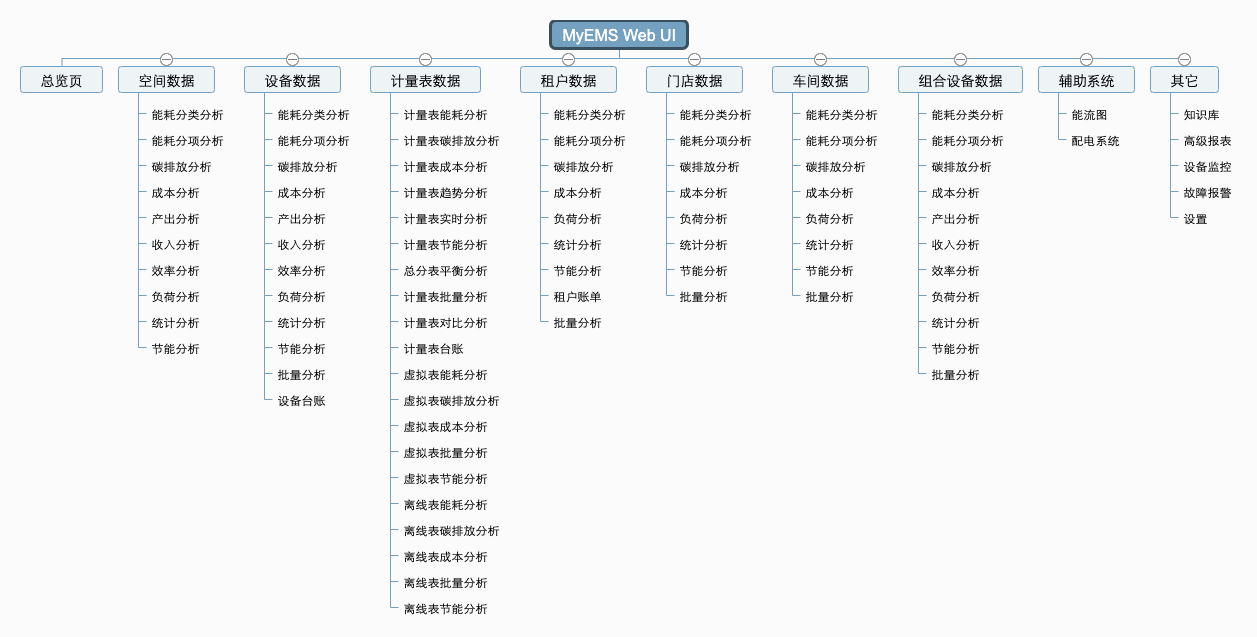 MyEMS Web UI
总览页
空间数据
能耗分类分析
能耗分项分析
碳排放分析
成本分析
产出分析
收入分析
效率分析
负荷分析
统计分析
节能分析
设备数据
能耗分类分析
能耗分项分析
碳排放分析
成本分析
产出分析
收入分析
效率分析
负荷分析
统计分析
节能分析
批量分析
设备台账
计量表数据
计量表能耗分析
计量表碳排放分析
计量表成本分析
计量表趋势分析
计量表实时分析
计量表节能分析
总分表平衡分析
计量表批量分析
计量表对比分析
计量表台账
虚拟表能耗分析
虚拟表碳排放分析
虚拟表成本分析
虚拟表批量分析
虚拟表节能分析
离线表能耗分析
离线表碳排放分析
离线表成本分析
离线表批量分析
离线表节能分析
租户数据
能耗分类分析
能耗分项分析
碳排放分析
成本分析
负荷分析
统计分析
节能分析
租户账单
批量分析
门店数据
能耗分类分析
能耗分项分析
碳排放分析
成本分析
负荷分析
统计分析
节能分析
批量分析
车间数据
能耗分类分析
能耗分项分析
碳排放分析
成本分析
负荷分析
统计分析
节能分析
批量分析
组合设备数据
能耗分类分析
能耗分项分析
碳排放分析
成本分析
产出分析
收入分析
效率分析
负荷分析
统计分析
节能分析
批量分析
辅助系统
能流图
配电系统
其它
知识库
高级报表
设备监控
故障报警
设置